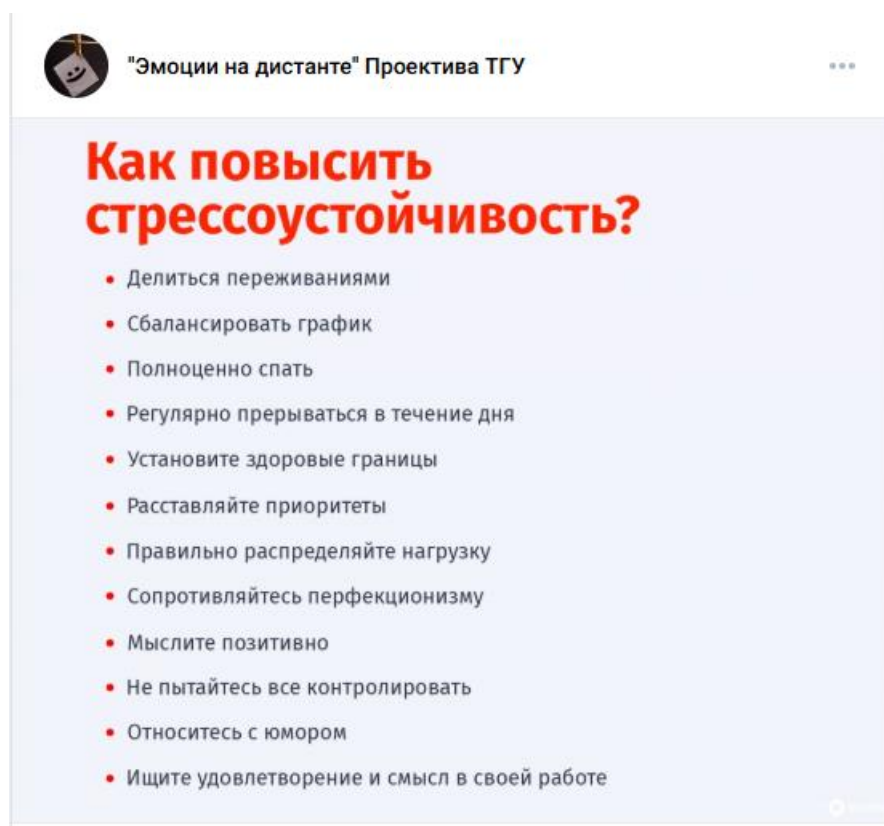 "Эмоции на дистанте" Проектива ТГУ
Как повысить
стрессоустойчивость?
Делиться переживаниями
Сбалансировать график
Полноценно спать
Регулярно прерываться в течение дня
Установите здоровые границы
Расставляйте приоритеты
Правильно распределяйте нагрузку
Сопротивляйтесь перфекционизму
Мыслите позитивно
Не пытайтесь все контролировать
Относитесь с юмором
Ищите удовлетворение и смысл в своей работе